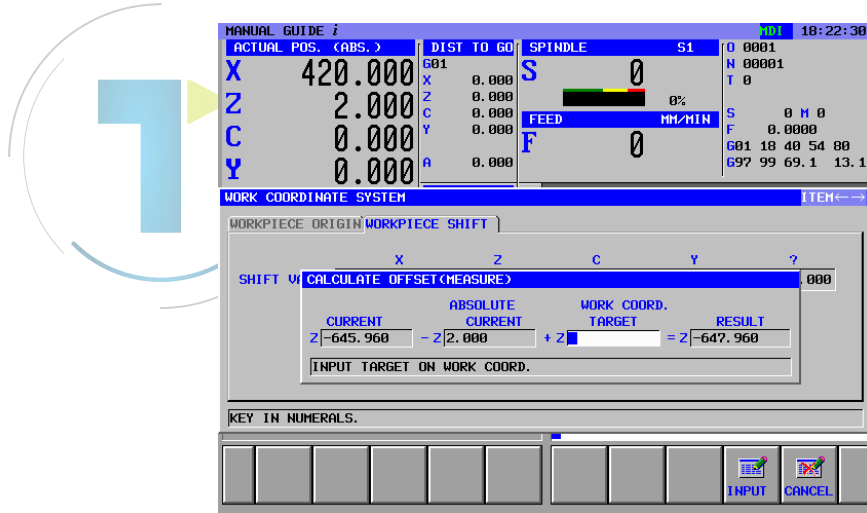 MANUAL GUIDE i MDI 18:22:30
ACTUAL POS. (ABS.) DIST TO GO SPINDLE S1 O 0001
G01 N 00001
X 420.000 X 0.000 S 0 T 0
Z 2.000 Z 0.000 0%
C 0.000 C 0.000 FEED MM/MIN S 0 M 0
Y 0.000 Y 0.000 F 0 F 0.0000
A 0.000 G01 18 40 54 80
G97 99 69.1 13.1
WORK COORDINATE SYSTEM ITEM←→
WORKPIECE ORIGIN WORKPIECE SHIFT
X Z C Y ?
SHIFT .000
CALCULATE OFFSET(MEASURE)
ABSOLUTE WORK COORD.
CURRENT CURRENT TARGET RESULT
Z -645.960 - Z 2.000 + Z = Z -647.960
INPUT TARGET ON WORK COORD.
KEY IN NUMERALS.
INPUT CANCEL